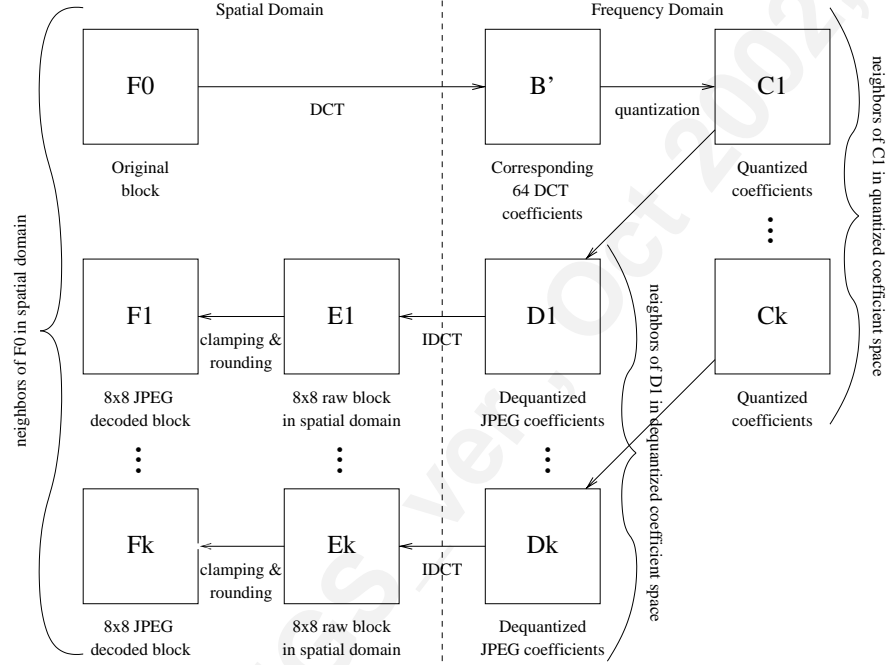 Spatial Domain
Frequency Domain
F0
B'
C1
DCT
quantization
Original
block
Corresponding
64 DCT
coefficients
Quantized
coefficients
F1
E1
D1
Ck
clamping &
rounding
IDCT
8x8 JPEG
decoded block
8x8 raw block
in spatial domain
Dequantized
JPEG coefficients
Quantized
coefficients
Fk
Ek
Dk
clamping &
rounding
IDCT
8x8 JPEG
decoded block
8x8 raw block
in spatial domain
Dequantized
JPEG coefficients
neighbors of F0 in spatial domain
neighbors of D1 in dequantized coefficient space
neighbors of C1 in quantized coefficient space
ver., Oct 2002,